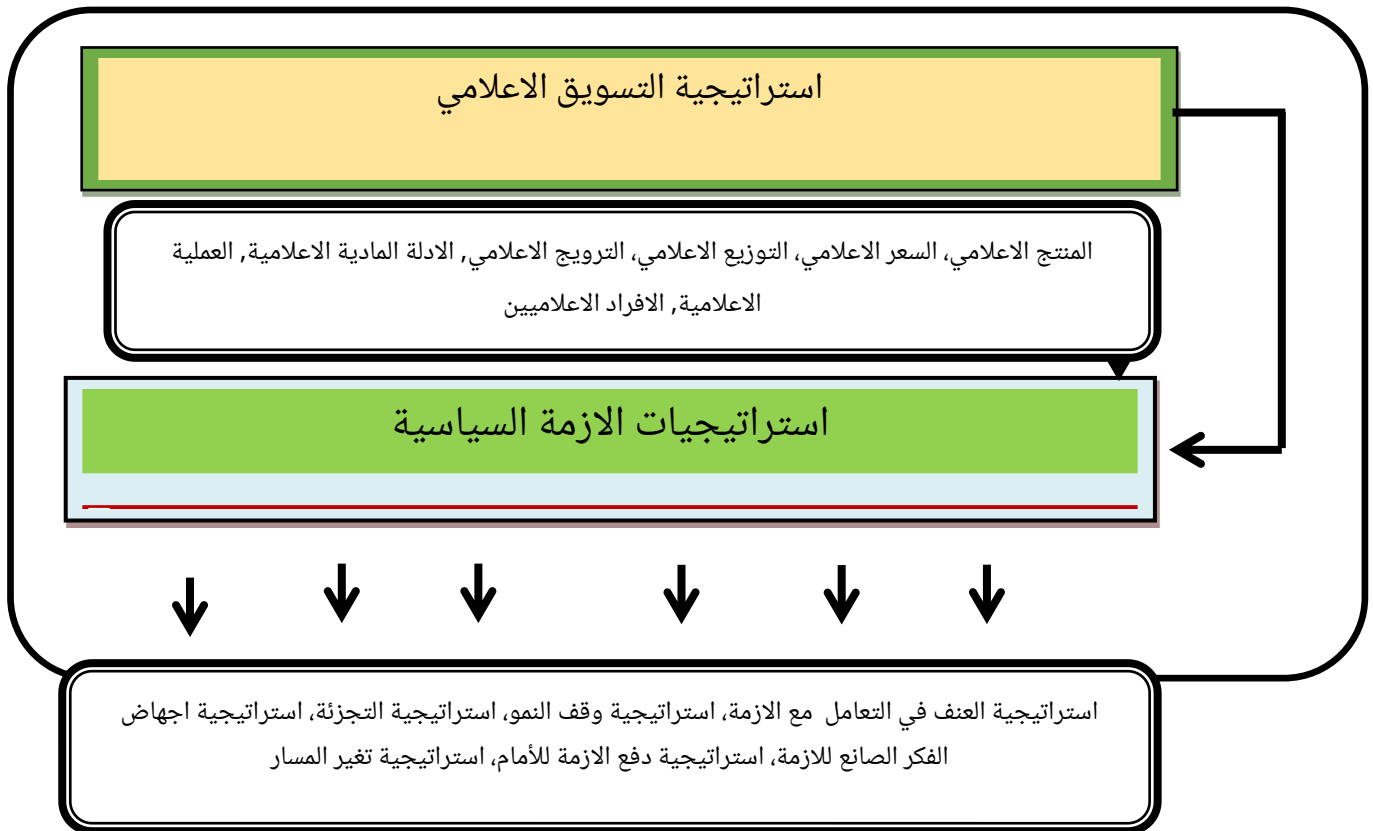 استراتيجية التسويق الاعلامي
المنتج الاعلامي، السعر الاعلامي، التوزيع الاعلامي، الترويج الاعلامي, الادلة المادية الاعلامية, العملية
الاعلامية, الافراد الاعلاميين
استراتيجيات الازمة السياسية
استراتيجية العنف في التعامل  مع الازمة، استراتيجية وقف النمو، استراتيجية التجزئة، استراتيجية اجهاض
الفكر الصانع للازمة، استراتيجية دفع الازمة للأمام، استراتيجية تغير المسار